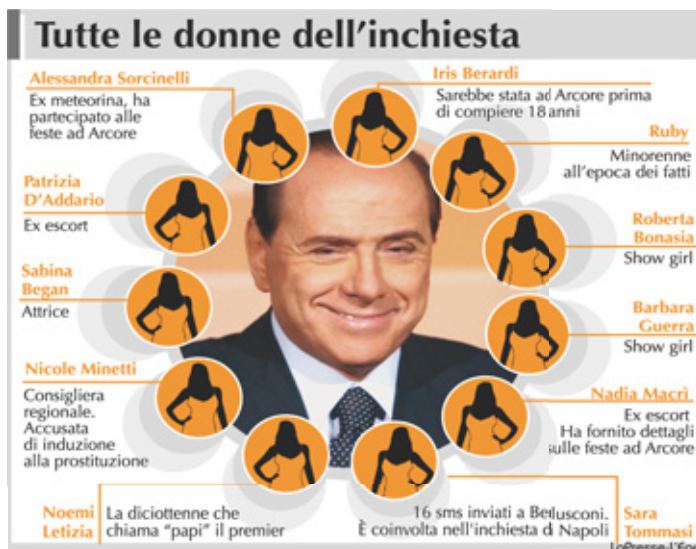 Tutte le donne dell'inchiesta
Alessandra Sorcinelli
Ex meteorina, ha
partecipato alle
feste ad Arcore
Iris Berardi
Sarebbe stata ad Arcore prima
di compiere 18 anni
Ruby
Minorenne
all'epoca dei fatti
Patrizia
D'Addario
Ex escort
Roberta
Bonasia
Show girl
Sabina
Began
Attrice
Barbara
Guerra
Show girl
Nicole Minetti
Consigliera
regionale.
Accusata
di induzione
alla prostituzione
Nadia Macrì
Ex escort
Ha fornito dettagli
sulle feste ad Arcore
Noemi
Letizia
La diciottenne che
chiama "papi" il premier
16 sms inviati a Berlusconi.
È coinvolta nell'inchiesta di Napoli
Sara
Tommasi